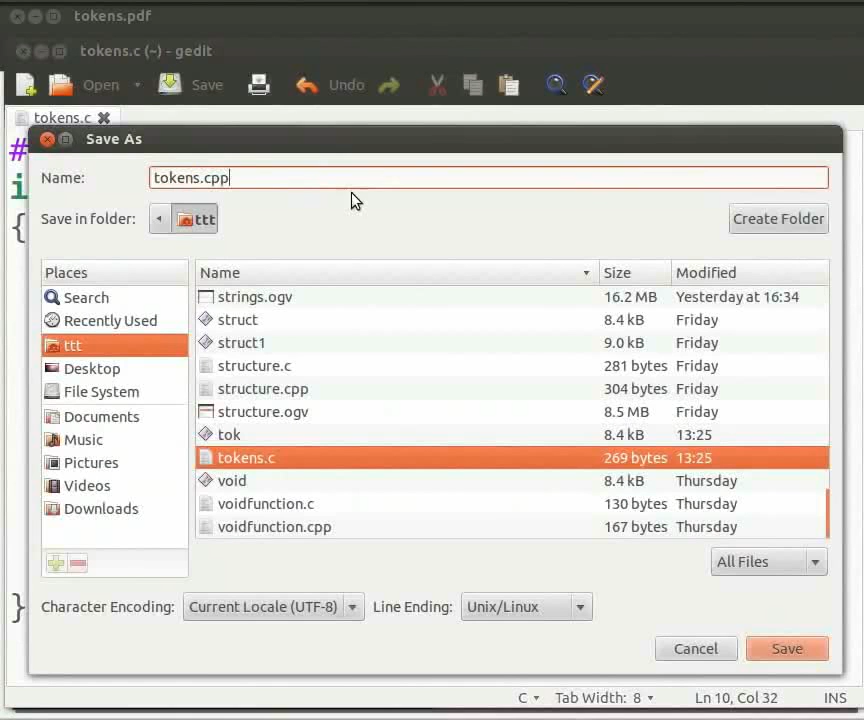 tokens.pdf
tokens.c (~) - gedit
Open Save Undo
tokens.c
Save As
#
Name: tokens.cpp
i
Save in folder: ttt Create Folder
{
Places Name Size Modified
Search strings.ogv 16.2 MB Yesterday at 16:34
Recently Used struct 8.4 kB Friday
ttt struct1 9.0 kB Friday
Desktop structure.c 281 bytes Friday
File System structure.cpp 304 bytes Friday
Documents structure.ogv 8.5 MB Friday
Music tok 8.4 kB 13:25
Pictures tokens.c 269 bytes 13:25
Videos void 8.4 kB Thursday
Downloads voidfunction.c 130 bytes Thursday
voidfunction.cpp 167 bytes Thursday
All Files
} Character Encoding: Current Locale (UTF-8) Line Ending: Unix/Linux
Cancel Save
C Tab Width: 8 Ln 10, Col 32 INS